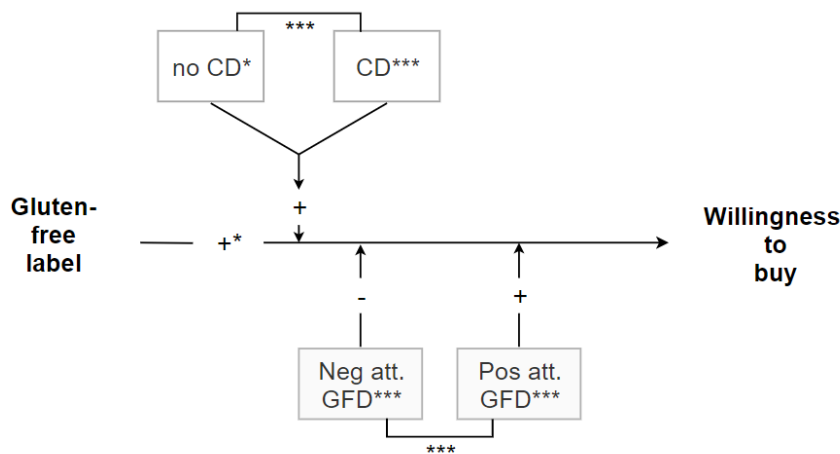 ***
no CD*
CD***
+
Gluten-
free
label
+*
Willingness
to
buy
-
+
Neg att.
GFD***
Pos att.
GFD***
***